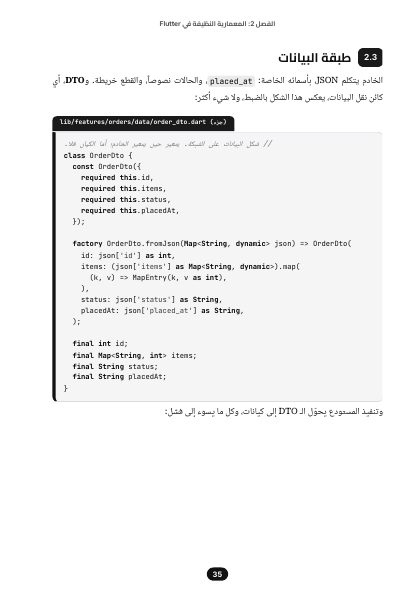 الفصل 2: المعمارية النظيفة في Flutter
2.3 طبقة البيانات
الخادم يتكلم JSON بأسمائه الخاصة: placed_at، والحالات نصوصاً، والقطع خريطة. وDTO، أي
كائن نقل البيانات، يعكس هذا الشكل بالضبط، ولا شيء أكثر:
lib/features/orders/data/order_dto.dart (جزء)
// شكل البيانات على الشبكة. يتغير حين يتغير الخادم؛ أما الكيان فلا.
class OrderDto {
  const OrderDto({
    required this.id,
    required this.items,
    required this.status,
    required this.placedAt,
  });
  factory OrderDto.fromJson(Map<String, dynamic> json) => OrderDto(
    id: json['id'] as int,
    items: (json['items'] as Map<String, dynamic>).map(
      (k, v) => MapEntry(k, v as int),
    ),
    status: json['status'] as String,
    placedAt: json['placed_at'] as String,
  );
  final int id;
  final Map<String, int> items;
  final String status;
  final String placedAt;
}
وتنفيذ المستودع يحوّل الـ DTO إلى كيانات، وكل ما يسوء إلى فشل:
35